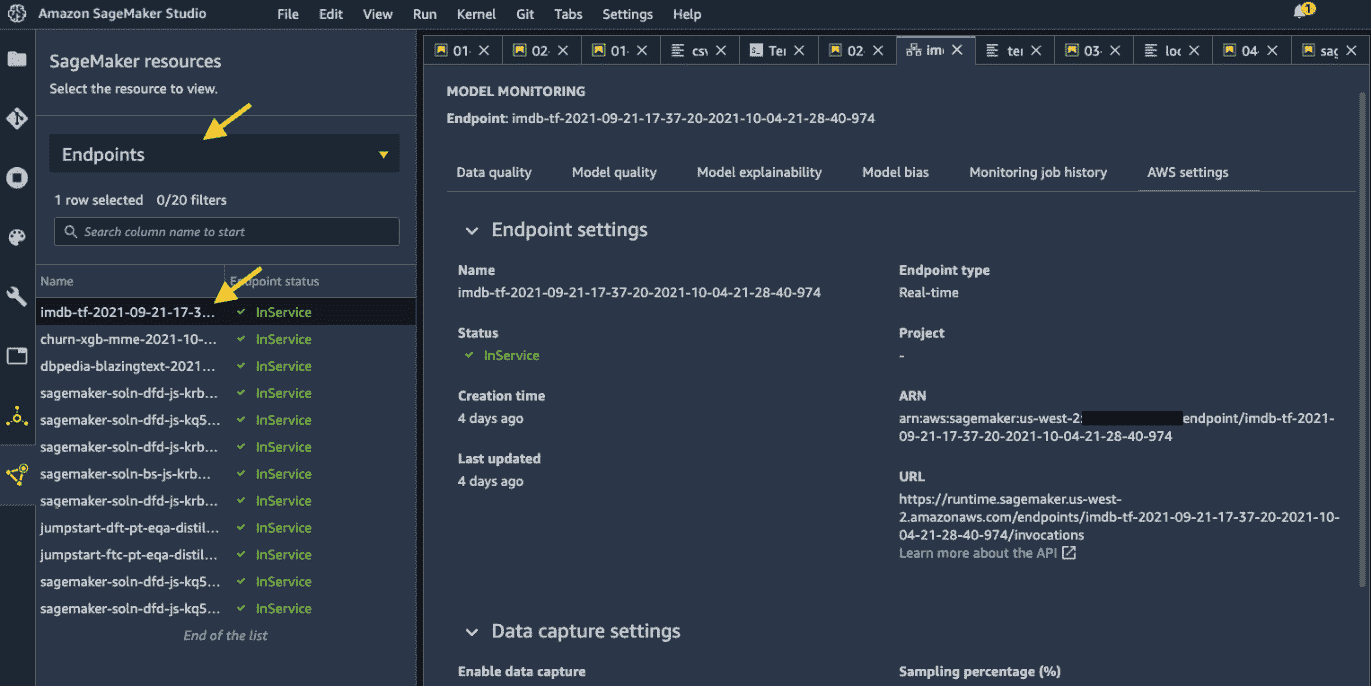 Amazon SageMaker Studio File Edit View Run Kernel Git Tabs Settings Help 1
SageMaker resources
Select the resource to view.
Endpoints
1 row selected 0/20 filters
Search column name to start
Name Endpoint status
imdb-tf-2021-09-21-17-3... InService
churn-xgb-mme-2021-10-... InService
dbpedia-blazingtext-2021... InService
sagemaker-soln-dfd-js-krb... InService
sagemaker-soln-dfd-js-kq5... InService
sagemaker-soln-dfd-js-krb... InService
sagemaker-soln-bs-js-krb... InService
sagemaker-soln-dfd-js-krb... InService
jumpstart-dft-pt-eqa-distil... InService
jumpstart-ftc-pt-eqa-distil... InService
sagemaker-soln-dfd-js-kq5... InService
sagemaker-soln-dfd-js-kq5... InService
End of the list
01- 02- 01- csv Te 02- im te 03- loc 04- sag
MODEL MONITORING
Endpoint: imdb-tf-2021-09-21-17-37-20-2021-10-04-21-28-40-974
Data quality Model quality Model explainability Model bias Monitoring job history AWS settings
Endpoint settings
Name
imdb-tf-2021-09-21-17-37-20-2021-10-04-21-28-40-974
Status
InService
Creation time
4 days ago
Last updated
4 days ago
Endpoint type
Real-time
Project
-
ARN
arn:aws:sagemaker:us-west-2: endpoint/imdb-tf-2021-
09-21-17-37-20-2021-10-04-21-28-40-974
URL
https://runtime.sagemaker.us-west-
2.amazonaws.com/endpoints/imdb-tf-2021-09-21-17-37-20-2021-10-
04-21-28-40-974/invocations
Learn more about the API
Data capture settings
Enable data capture Sampling percentage (%)